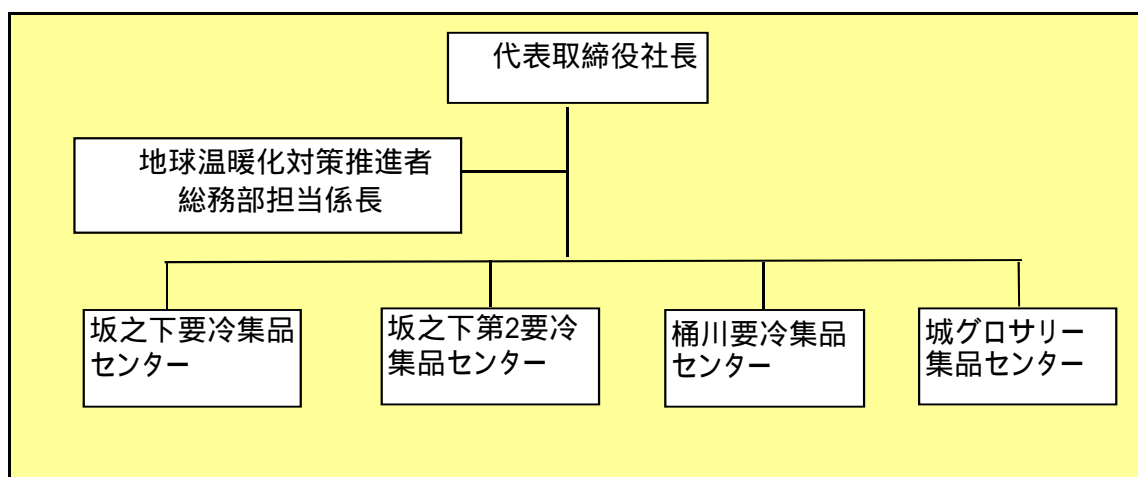 代表取締役社長
地球温暖化対策推進者
総務部担当係長
坂之下要冷集品
センター
坂之下第2要冷
集品センター
桶川要冷集品
センター
城グロサリー
集品センター